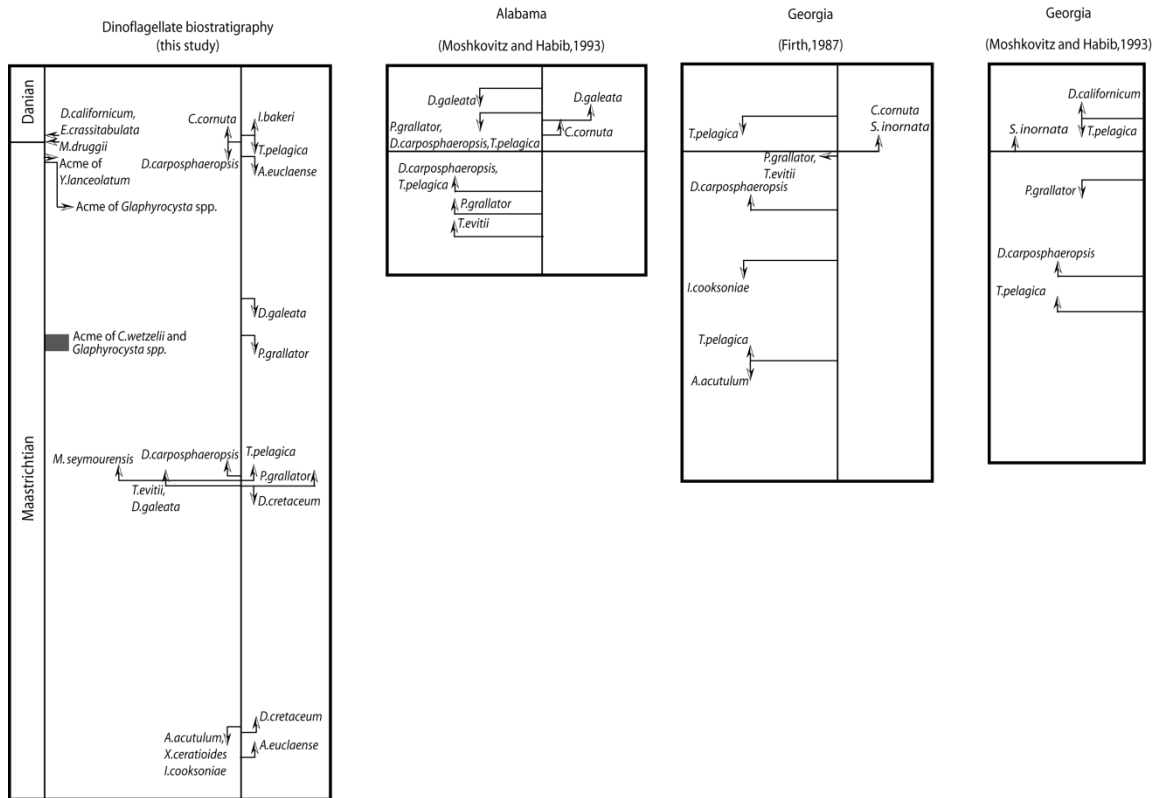 Dinoflagellate biostratigraphy
(this study)
Danian
Maastrichtian
D.californicum,
E.crassitabulata
M.druggii
Acme of
Y.lanceolatum
Acme of Glaphyrocysta spp.
C.cornuta
D.carposphaeropsis
I.bakeri
T.pelagica
A.euclaense
D.galeata
Acme of C.wetzelii and
Glaphyrocysta spp.
P.grallator
M.seymourensis
D.carposphaeropsis
T.pelagica
P.grallator
T.evitii,
D.galeata
D.cretaceum
D.cretaceum
A.acutulum,
X.ceratioides
I.cooksoniae
A.euclaense
Alabama
(Moshkovitz and Habib,1993)
D.galeata
D.galeata
P.grallator,
D.carposphaeropsis,T.pelagica
C.cornuta
D.carposphaeropsis,
T.pelagica
P.grallator
T.evitii
Georgia
(Firth,1987)
C.cornuta
S.inornata
T.pelagica
P.grallator,
T.evitii
D.carposphaeropsis
I.cooksoniae
T.pelagica
A.acutulum
Georgia
(Moshkovitz and Habib,1993)
D.californicum
S.inornata
T.pelagica
P.grallator
D.carposphaeropsis
T.pelagica